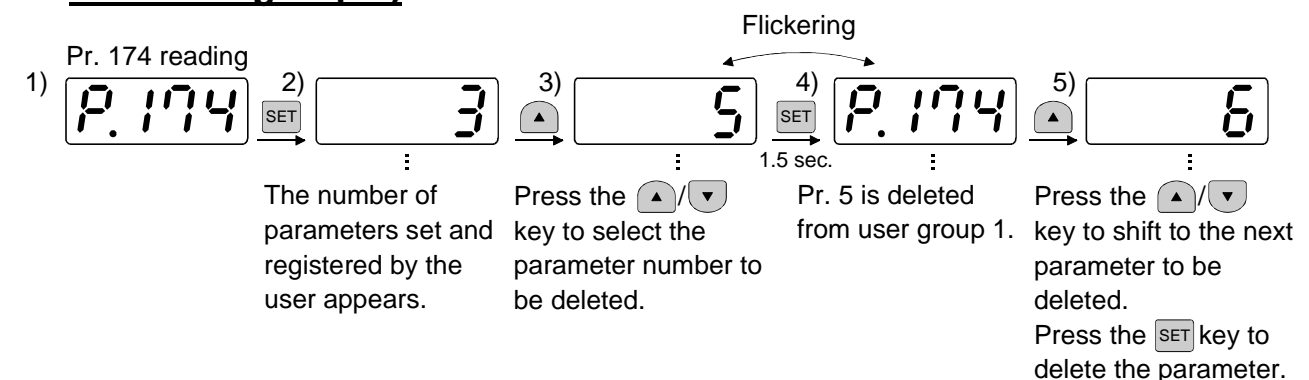 Flickering
Pr. 174 reading
1) P.174 2) SET 3 3) 5 4) SET P.174 5) 6
1.5 sec.
The number of
parameters set and
registered by the
user appears.
Press the /
key to select the
parameter number to
be deleted.
Pr. 5 is deleted
from user group 1.
Press the /
key to shift to the next
parameter to be
deleted.
Press the SET key to
delete the parameter.